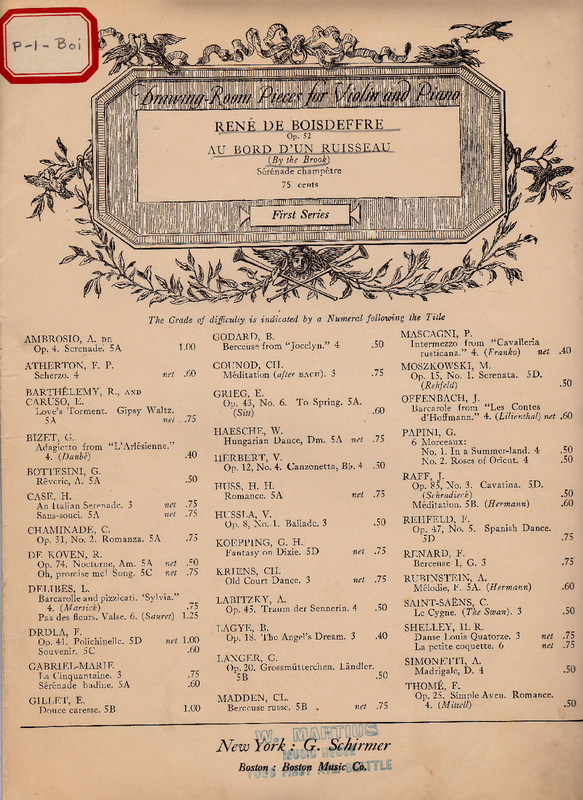 P-1-Boi
Drawing-Room Pieces for Violin and Piano
RENÉ DE BOISDEFFRE
Op. 52
AU BORD D'UN RUISSEAU
(By the Brook)
Sérénade champêtre
75 cents
First Series
The Grade of difficulty is indicated by a Numeral following the Title
AMBROSIO, A. DE
Op. 4. Serenade. 5A 1.00
ATHERTON, F. P.
Scherzo. 4 net .60
BARTHÉLEMY, R., AND
CARUSO, E.
Love's Torment. Gipsy Waltz.
5A net .75
BIZET, G.
Adagietto from "L'Arlésienne."
4. (Danbé) .40
BOTTESINI, G.
Rêverie, A. 5A .50
CASE, H.
An Italian Serenade. 3 net .75
Sans-souci. 5A net .75
CHAMINADE, C.
Op. 31, No. 2. Romanza. 5A .75
DE KOVEN, R.
Op. 74. Nocturne, Am. 5A net .50
Oh, promise me! Song. 5C net .75
DELIBES, L.
Barcarolle and pizzicati. "Sylvia."
4. (Marsick) .75
Pas des fleurs. Valse. 6. (Sauret) 1.25
DRDLA, F.
Op. 41. Polichinelle. 5D net 1.00
Souvenir. 5C .60
GABRIEL-MARIE
La Cinquantaine. 3 .75
Sérénade badine. 5A .60
GILLET, E.
Douce caresse. 5B 1.00
GODARD, B.
Berceuse from "Jocelyn." 4 .50
GOUNOD, CH.
Méditation (after BACH). 3 .75
GRIEG, E.
Op. 43, No. 6. To Spring. 5A.
(Sitt) .60
HAESCHE, W.
Hungarian Dance, Dm. 5A net .75
HERBERT, V.
Op. 12, No. 4. Canzonetta, B♭. 4 .50
HUSS, H. H.
Romance. 5A net .75
HUSSLA, V.
Op. 8, No. 1. Ballade. 3 .50
KOEPPING, G. H.
Fantasy on Dixie. 5D net .75
KRIENS, CH.
Old Court Dance. 3 net .75
LABITZKY, A.
Op. 45. Traum der Sennerin. 4 .50
LAGYE, B.
Op. 18. The Angel's Dream. 3 .40
LANGER, G.
Op. 20. Grossmütterchen. Ländler.
5B .50
MADDEN, CL.
Berceuse russe. 5B . net .75
MASCAGNI, P.
Intermezzo from "Cavalleria
rusticana." 4. (Franko) net .40
MOSZKOWSKI, M.
Op. 15, No. 1. Serenata. 5D.
(Rehfeld) .50
OFFENBACH, J.
Barcarole from "Les Contes
d'Hoffmann." 4. (Lilienthal) net .60
PAPINI, G.
6 Morceaux:
No. 1. In a Summer-land. 4 .50
No. 2. Roses of Orient. 4 .50
RAFF, J.
Op. 85, No. 3. Cavatina. 5D.
(Schradieck) .50
Méditation. 5B. (Hermann) .60
REHFELD, F.
Op. 47, No. 5. Spanish Dance.
5D .75
RENARD, F.
Berceuse I, G. 3 .75
RUBINSTEIN, A.
Mélodie, F. 5A. (Hermann) .60
SAINT-SAËNS, C.
Le Cygne. (The Swan). 3 .50
SHELLEY, H. R.
Danse Louis Quatorze. 3 net .75
La petite coquette. 6 net .75
SIMONETTI, A.
Madrigale, D. 4 .50
THOMÉ, F.
Op. 25. Simple Aveu. Romance.
4. (Mittell) .50
W. MARTIUS
MUSIC HOUSE
New York : G. Schirmer
Boston : Boston Music Co.
SEATTLE